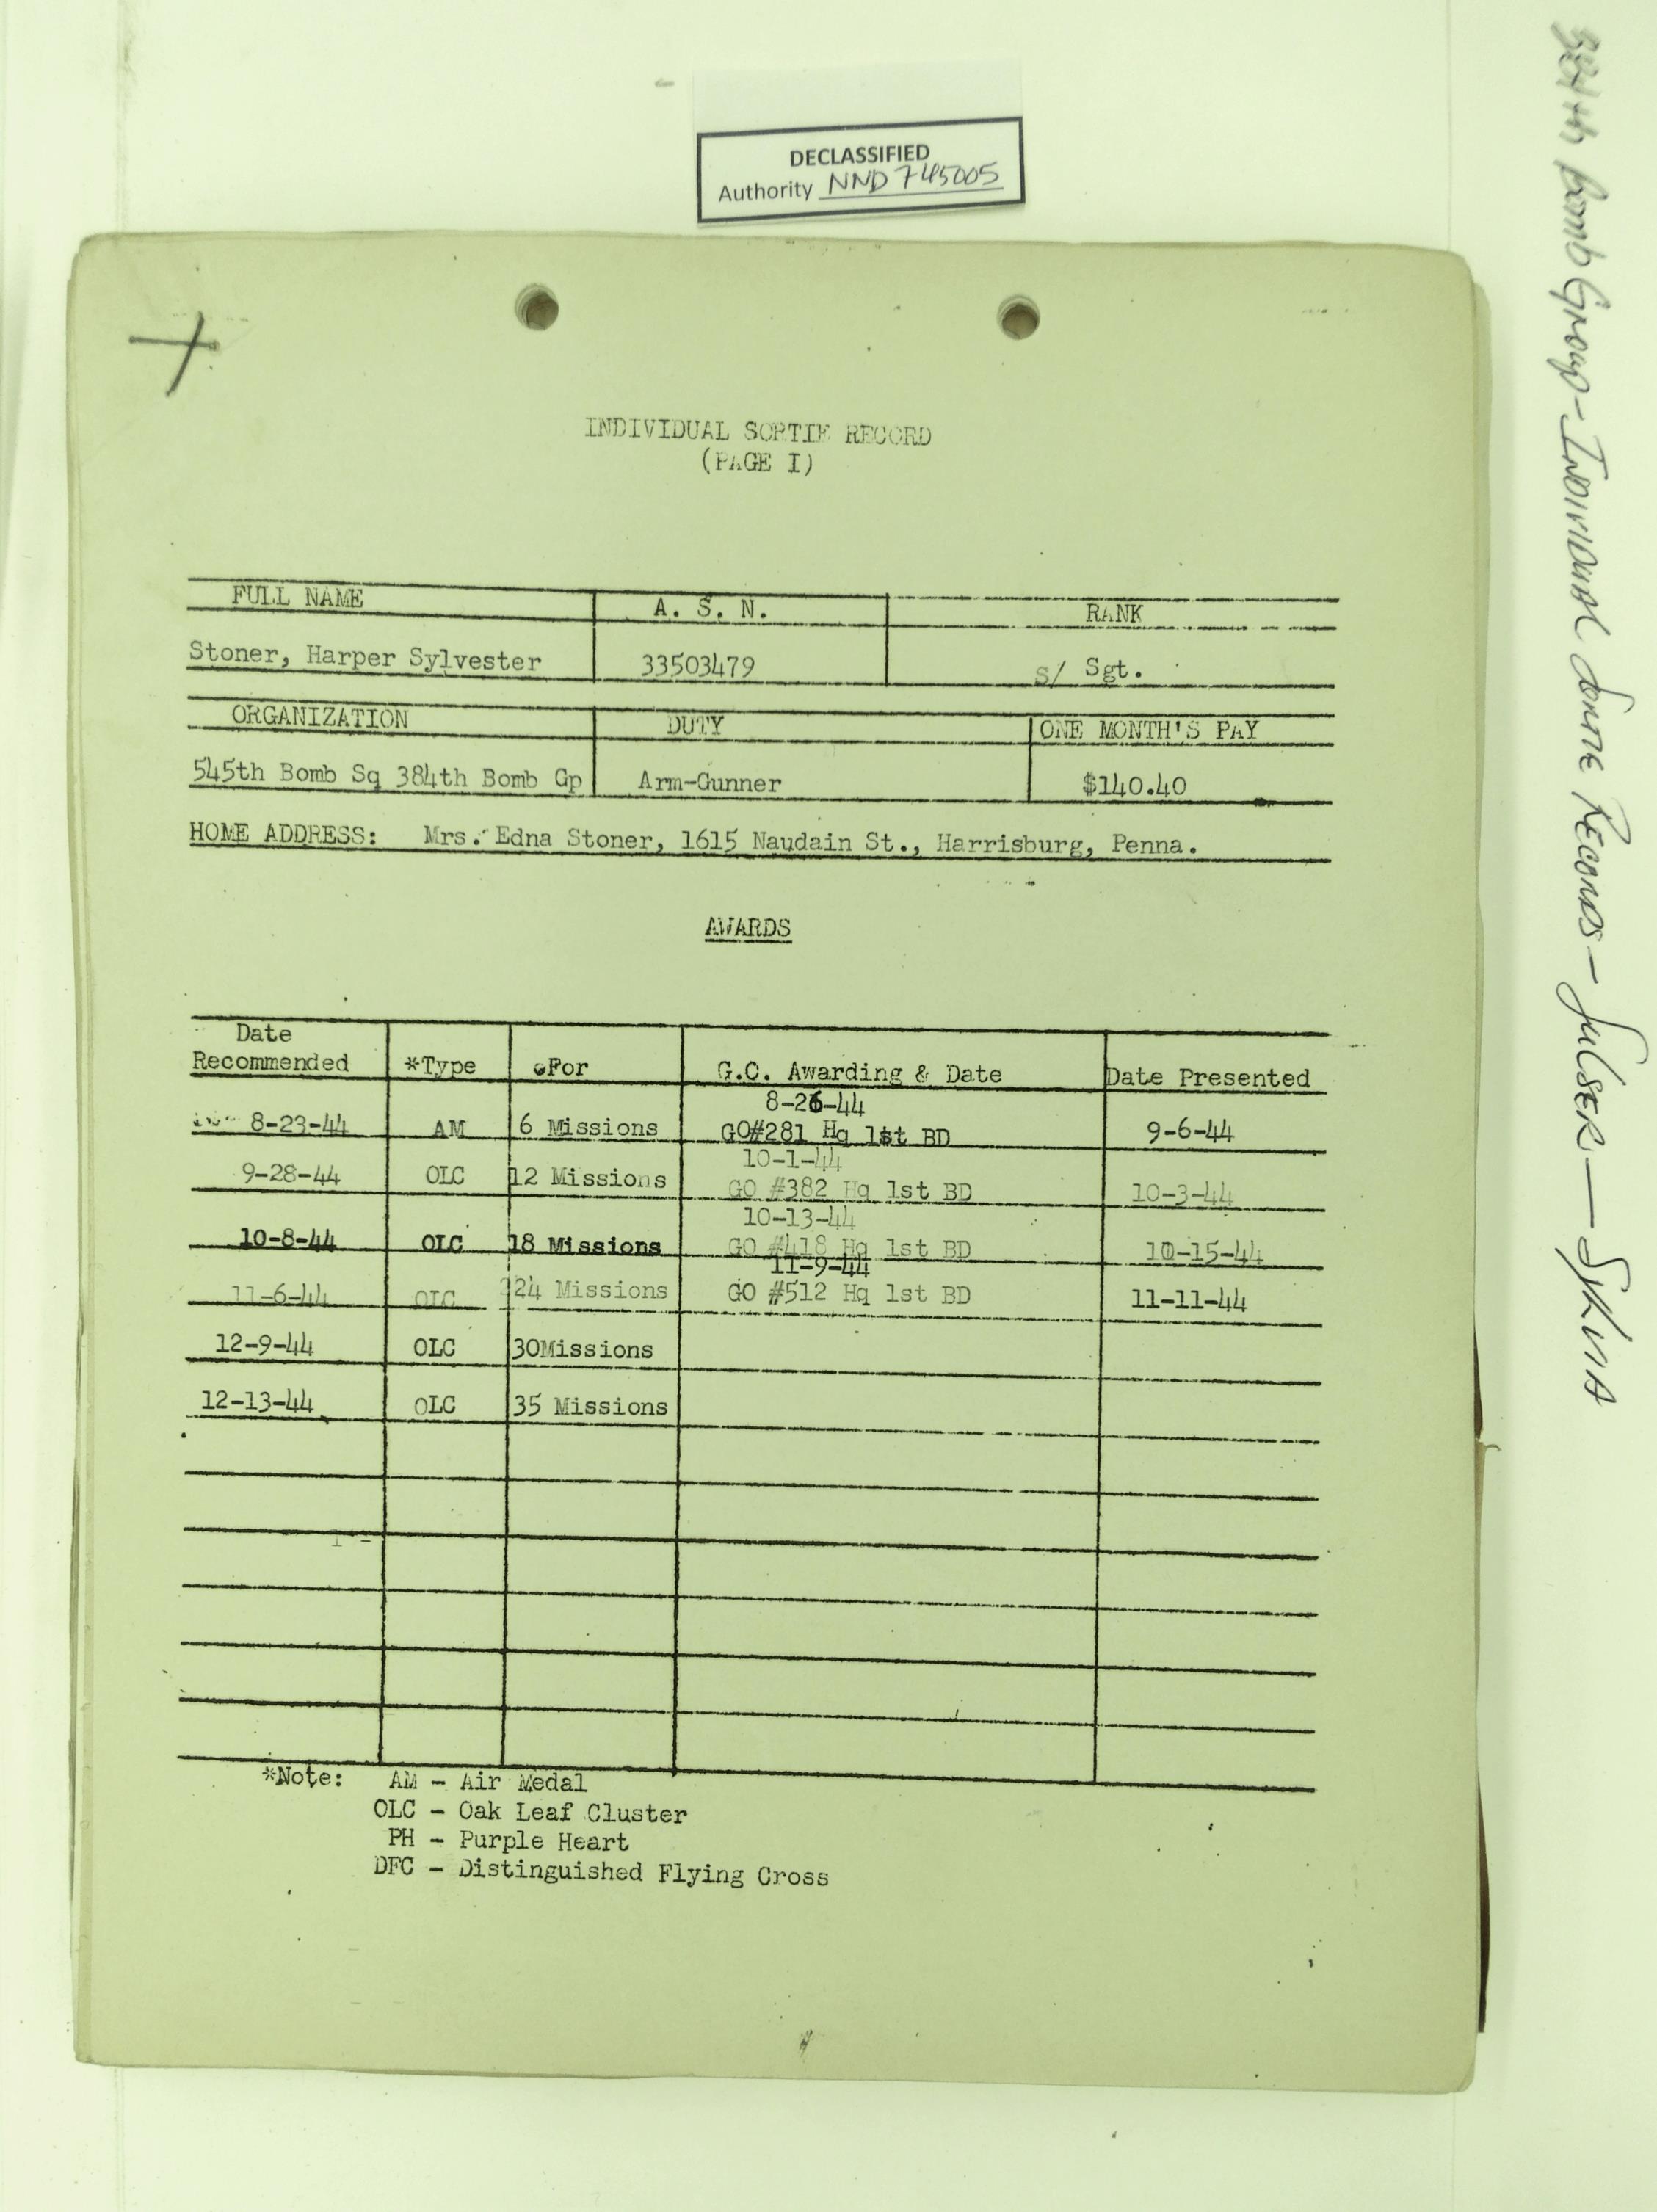 DECLASSIFIED
Authority NND 745005
INDIVIDUAL SORTIE RECORD
(PAGE I)
FULL NAME A. S. N. RANK
Stoner, Harper Sylvester 33503479 S/ Sgt.
ORGANIZATION DUTY ONE MONTH'S PAY
545th Bomb Sq 384th Bomb Gp Arm-Gunner $140.40
HOME ADDRESS: Mrs. Edna Stoner, 1615 Naudain St., Harrisburg, Penna.
AWARDS
Date
Recommended *Type For G.O. Awarding & Date Date Presented
8-26-44
8-23-44 AM 6 Missions GO#281 Hq 1st BD 9-6-44
10-1-44
9-28-44 OLC 12 Missions GO #382 Hq 1st BD 10-3-44
10-13-44
10-8-44 OLC 18 Missions GO #418 Hq 1st BD 10-15-44
11-9-44
11-6-44 OLC 24 Missions GO #512 Hq 1st BD 11-11-44
12-9-44 OLC 30Missions
12-13-44 OLC 35 Missions
*Note: AM - Air Medal
OLC - Oak Leaf Cluster
PH - Purple Heart
DFC - Distinguished Flying Cross
384th Bomb Group - Individual Sortie Records -